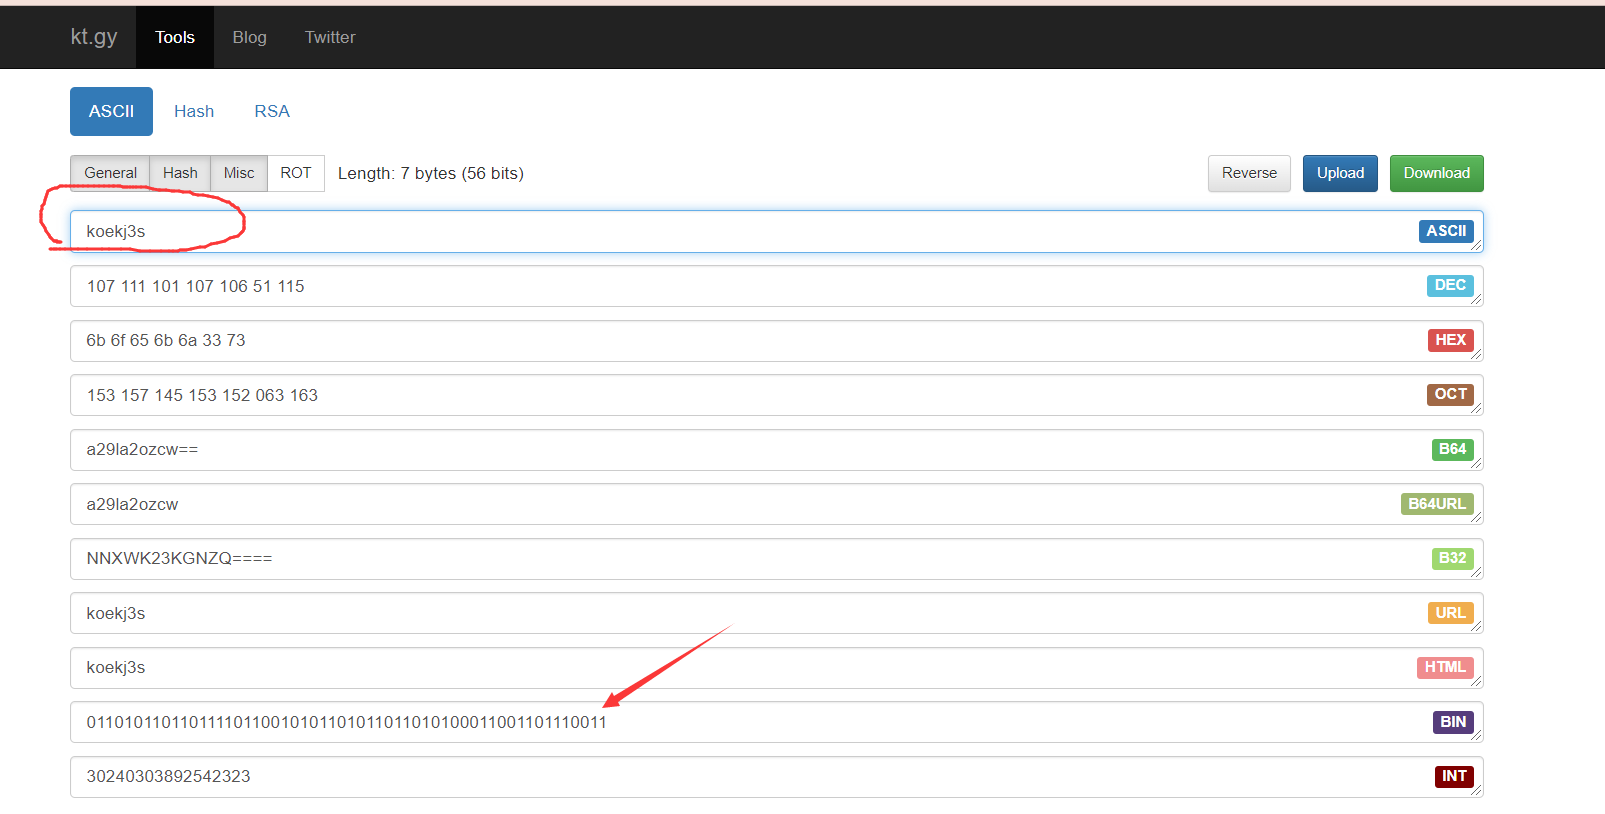 kt.gy Tools Blog Twitter
ASCII Hash RSA
General Hash Misc ROT Length: 7 bytes (56 bits) Reverse Upload Download
koekj3s ASCII
107 111 101 107 106 51 115 DEC
6b 6f 65 6b 6a 33 73 HEX
153 157 145 153 152 063 163 OCT
a29la2ozcw== B64
a29la2ozcw B64URL
NNXWK23KGNZQ==== B32
koekj3s URL
koekj3s HTML
01101011011011110110010101101011011010100011001101110011 BIN
30240303892542323 INT